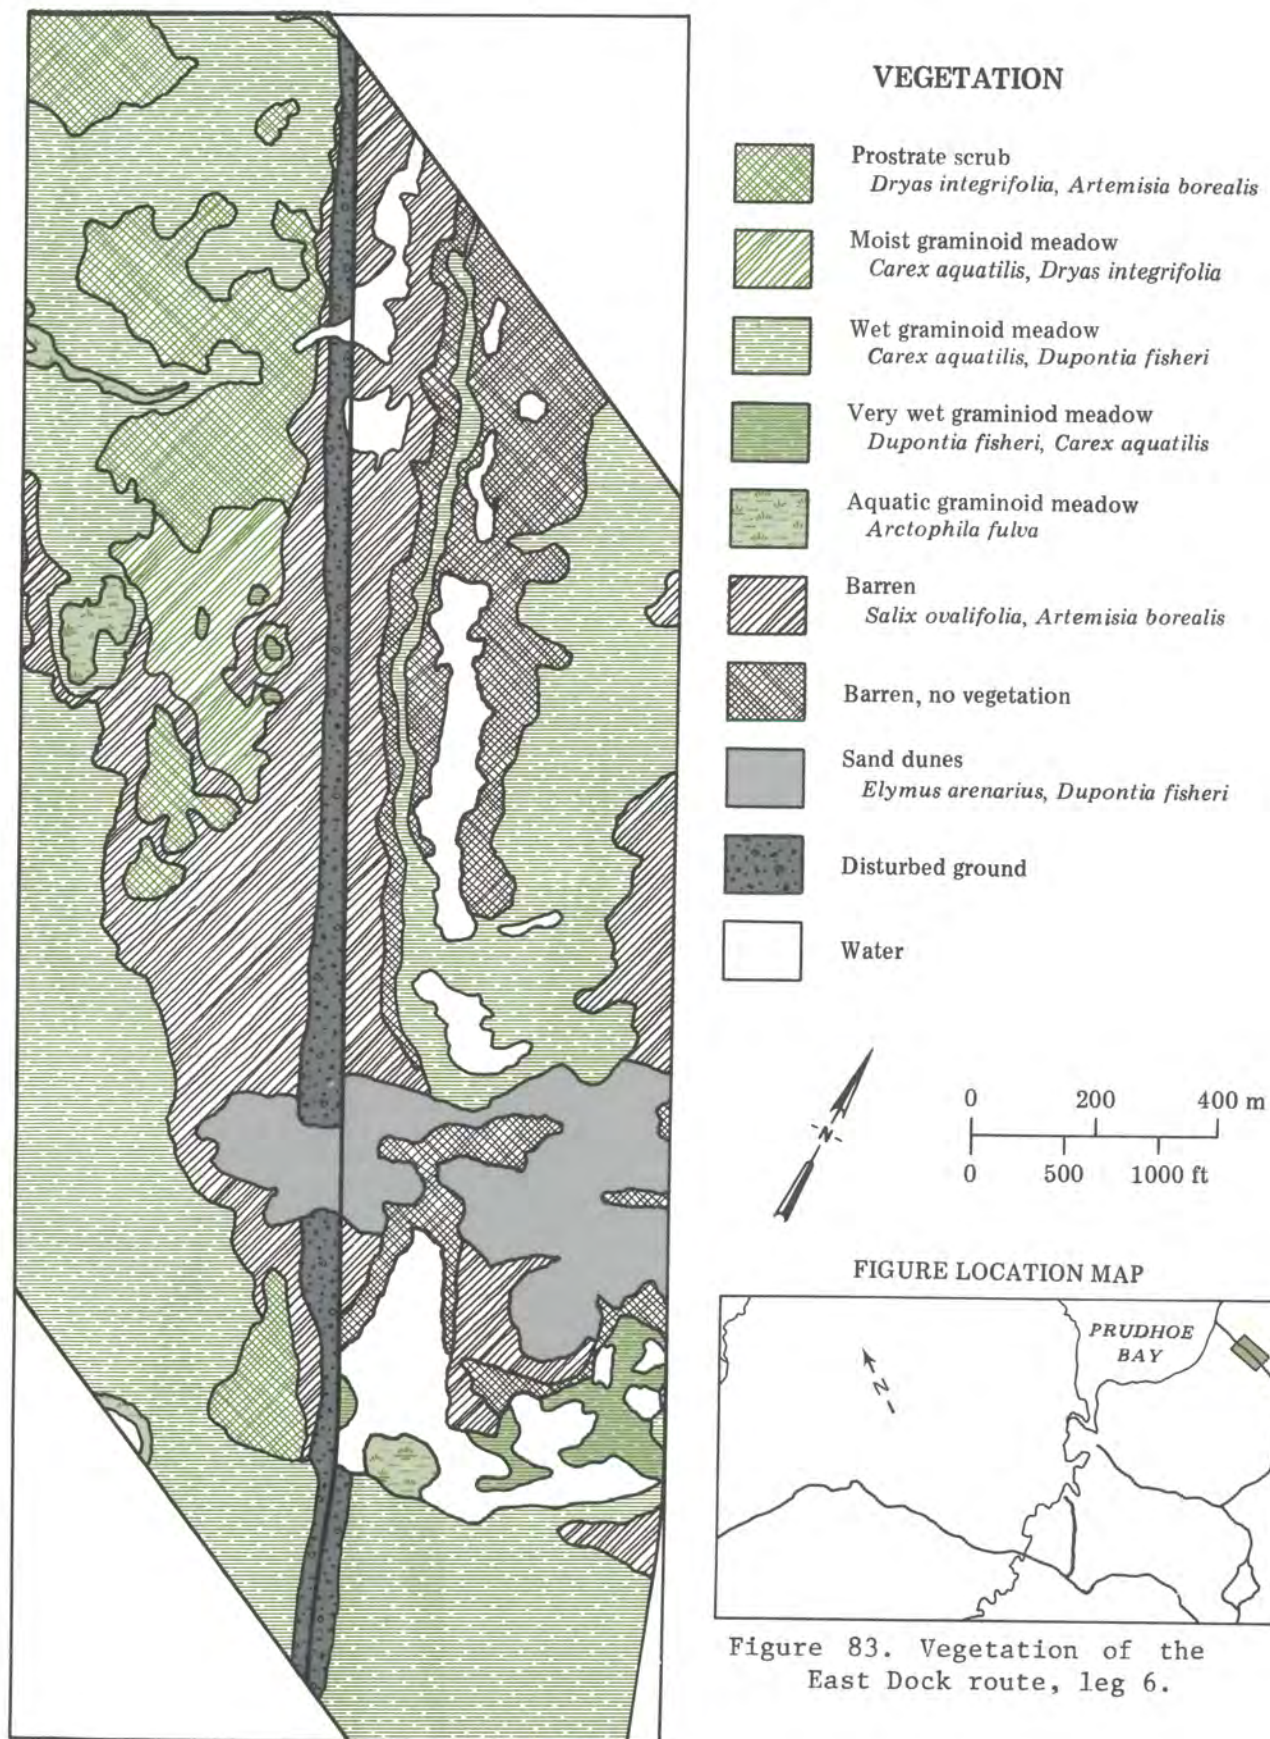 VEGETATION
Prostrate scrub
Dryas integrifolia, Artemisia borealis
Moist graminoid meadow
Carex aquatilis, Dryas integrifolia
Wet graminoid meadow
Carex aquatilis, Dupontia fisheri
Very wet graminiod meadow
Dupontia fisheri, Carex aquatilis
Aquatic graminoid meadow
Arctophila fulva
Barren
Salix ovalifolia, Artemisia borealis
Barren, no vegetation
Sand dunes
Elymus arenarius, Dupontia fisheri
Disturbed ground
Water
N
0 200 400 m
0 500 1000 ft
FIGURE LOCATION MAP
PRUDHOE
BAY
N
Figure 83. Vegetation of the
East Dock route, leg 6.